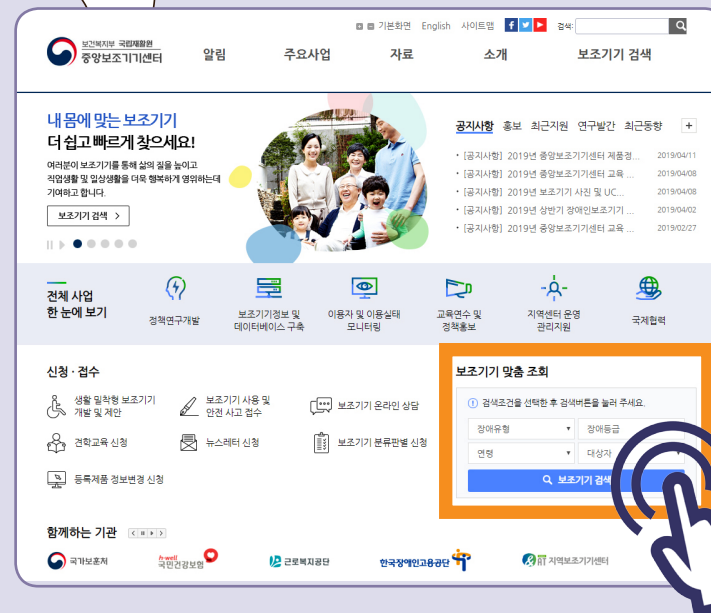 기본화면 English 사이트맵 검색:
보건복지부 국립재활원
중앙보조기기센터
알림 주요사업 자료 소개 보조기기 검색
내 몸에 맞는 보조기기
더 쉽고 빠르게 찾으세요!
여러분이 보조기기를 통해 삶의 질을 높이고
직업생활 및 일상생활을 더욱 행복하게 영위하는데
기여하고 합니다.
보조기기 검색 >
공지사항 홍보 최근지원 연구발간 최근동향 +
· [공지사항] 2019년 중앙보조기기센터 제품정... 2019/04/11
· [공지사항] 2019년 중앙보조기기센터 교육 ... 2019/04/08
· [공지사항] 2019년 보조기기 사진 및 UC... 2019/04/08
· [공지사항] 2019년 상반기 장애인보조기기 ... 2019/04/02
· [공지사항] 2019년 중앙보조기기센터 교육 ... 2019/02/27
전체 사업
한 눈에 보기
정책연구개발
보조기기정보 및
데이터베이스 구축
이용자 및 이용실태
모니터링
교육연수 및
정책홍보
지역센터 운영
관리지원
국제협력
신청 · 접수
생활 밀착형 보조기기
개발 및 제안
보조기기 사용 및
안전 사고 접수
보조기기 온라인 상담
견학교육 신청
뉴스레터 신청
보조기기 분류판별 신청
등록제품 정보변경 신청
보조기기 맞춤 조회
검색조건을 선택한 후 검색버튼을 눌러 주세요.
장애유형 장애등급
연령 대상자
보조기기 검색
함께하는 기관
국가보훈처
h-well
국민건강보험
근로복지공단
한국장애인고용공단
AT 지역보조기기센터